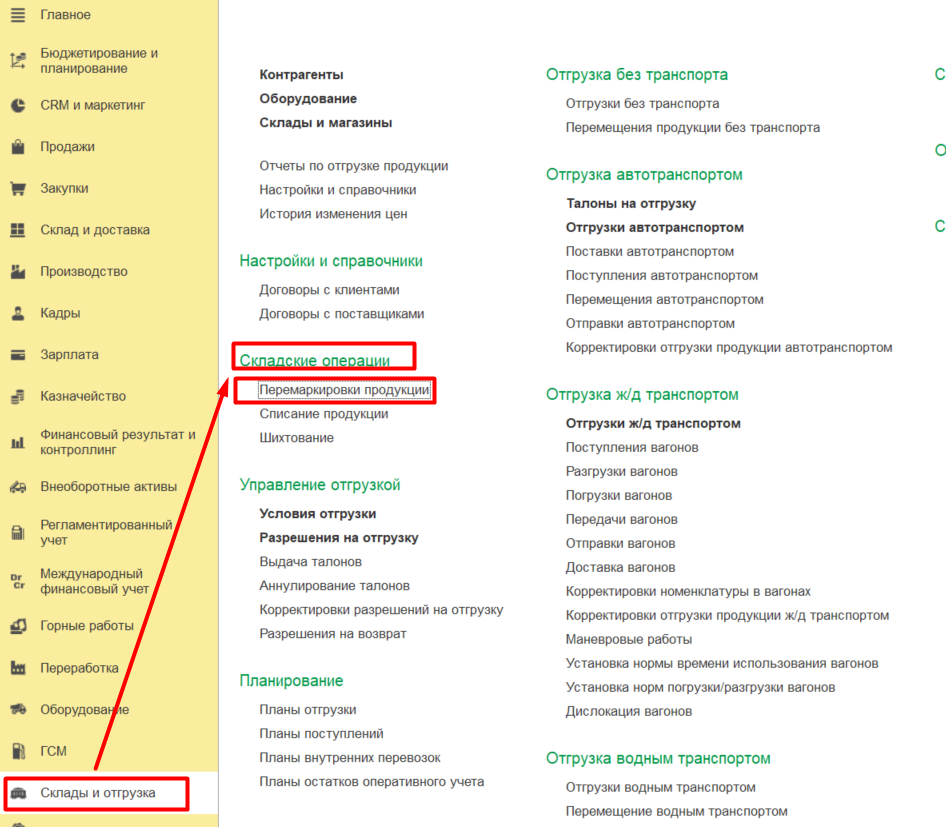 Главное
Бюджетирование и
планирование
CRM и маркетинг
Продажи
Закупки
Склад и доставка
Производство
Кадры
Зарплата
Казначейство
Финансовый результат и
контроллинг
Внеоборотные активы
Регламентированный
учет
Dr
Cr
Международный
финансовый учет
Горные работы
Переработка
Оборудование
ГСМ
Склады и отгрузка
Контрагенты
Оборудование
Склады и магазины
Отчеты по отгрузке продукции
Настройки и справочники
История изменения цен
Настройки и справочники
Договоры с клиентами
Договоры с поставщиками
Складские операции
Перемаркировки продукции
Списание продукции
Шихтование
Управление отгрузкой
Условия отгрузки
Разрешения на отгрузку
Выдача талонов
Аннулирование талонов
Корректировки разрешений на отгрузку
Разрешения на возврат
Планирование
Планы отгрузки
Планы поступлений
Планы внутренних перевозок
Планы остатков оперативного учета
Отгрузка без транспорта
Отгрузки без транспорта
Перемещения продукции без транспорта
Отгрузка автотранспортом
Талоны на отгрузку
Отгрузки автотранспортом
Поставки автотранспортом
Поступления автотранспортом
Перемещения автотранспортом
Отправки автотранспортом
Корректировки отгрузки продукции автотранспортом
Отгрузка ж/д транспортом
Отгрузки ж/д транспортом
Поступления вагонов
Разгрузки вагонов
Погрузки вагонов
Передачи вагонов
Отправки вагонов
Доставка вагонов
Корректировки номенклатуры в вагонах
Корректировки отгрузки продукции ж/д транспортом
Маневровые работы
Установка нормы времени использования вагонов
Установка норм погрузки/разгрузки вагонов
Дислокация вагонов
Отгрузка водным транспортом
Отгрузки водным транспортом
Перемещение водным транспортом